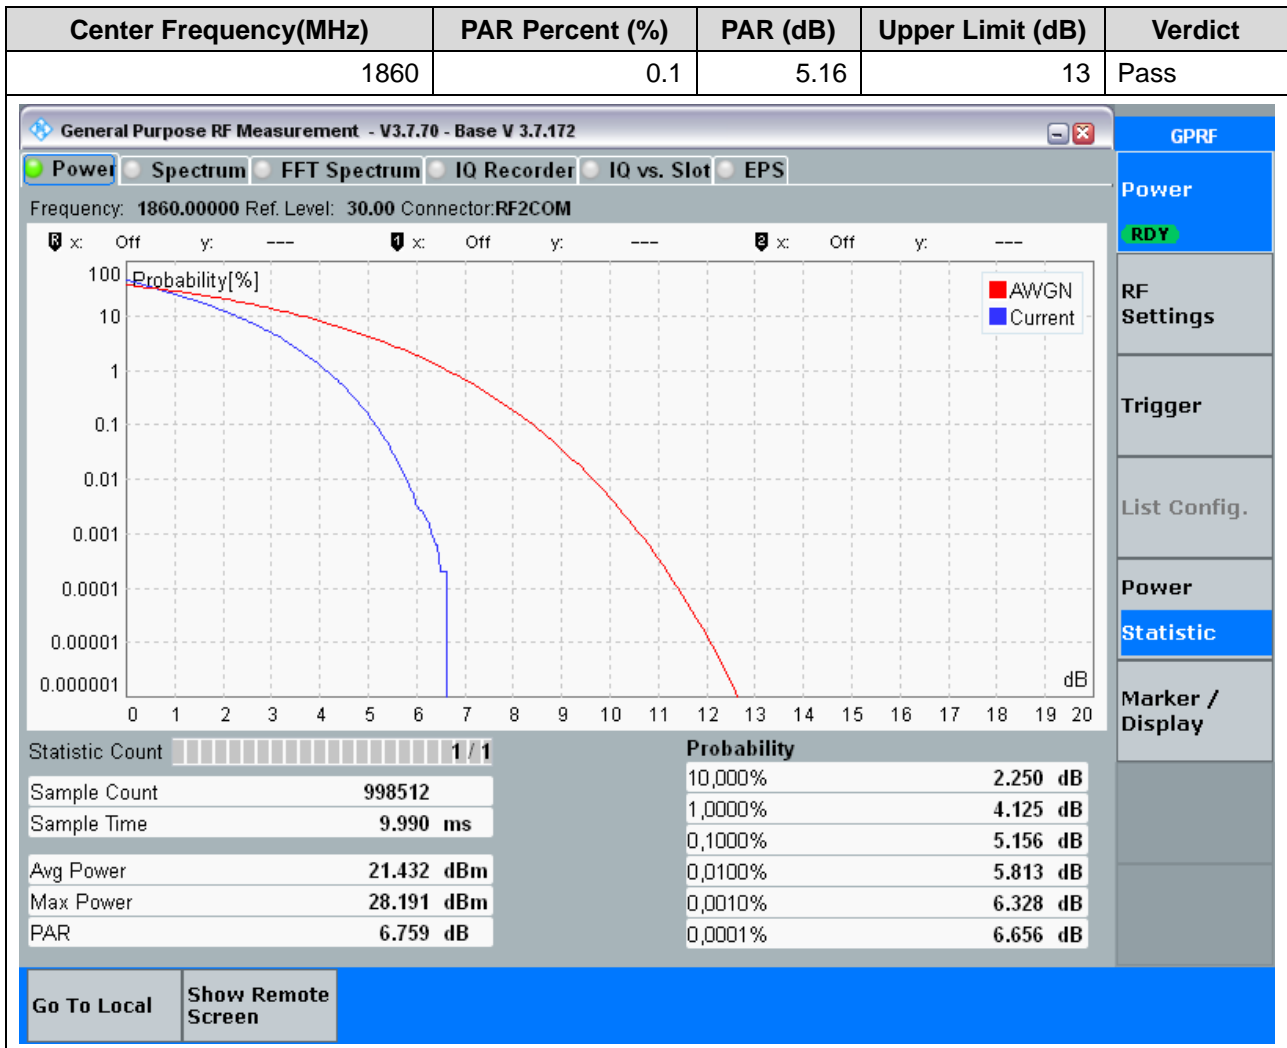 Center Frequency(MHz) PAR Percent (%) PAR (dB) Upper Limit (dB) Verdict
1860 0.1 5.16 13 Pass
General Purpose RF Measurement - V3.7.70 - Base V 3.7.172
GPRF
Power Spectrum FFT Spectrum IQ Recorder IQ vs. Slot EPS
Power
RDY
Frequency: 1860.00000 Ref. Level: 30.00 Connector:RF2COM
R x: Off y: --- 1 x: Off y: --- 2 x: Off y: ---
Probability[%]
AWGN
Current
100
10
1
0.1
0.01
0.001
0.0001
0.00001
0.000001
dB
0 1 2 3 4 5 6 7 8 9 10 11 12 13 14 15 16 17 18 19 20
RF
Settings
Trigger
List Config.
Power
Statistic
Marker /
Display
Statistic Count 1 / 1
Sample Count 998512
Sample Time 9.990 ms
Avg Power 21.432 dBm
Max Power 28.191 dBm
PAR 6.759 dB
Probability
10,000% 2.250 dB
1,0000% 4.125 dB
0,1000% 5.156 dB
0,0100% 5.813 dB
0,0010% 6.328 dB
0,0001% 6.656 dB
Go To Local
Show Remote
Screen